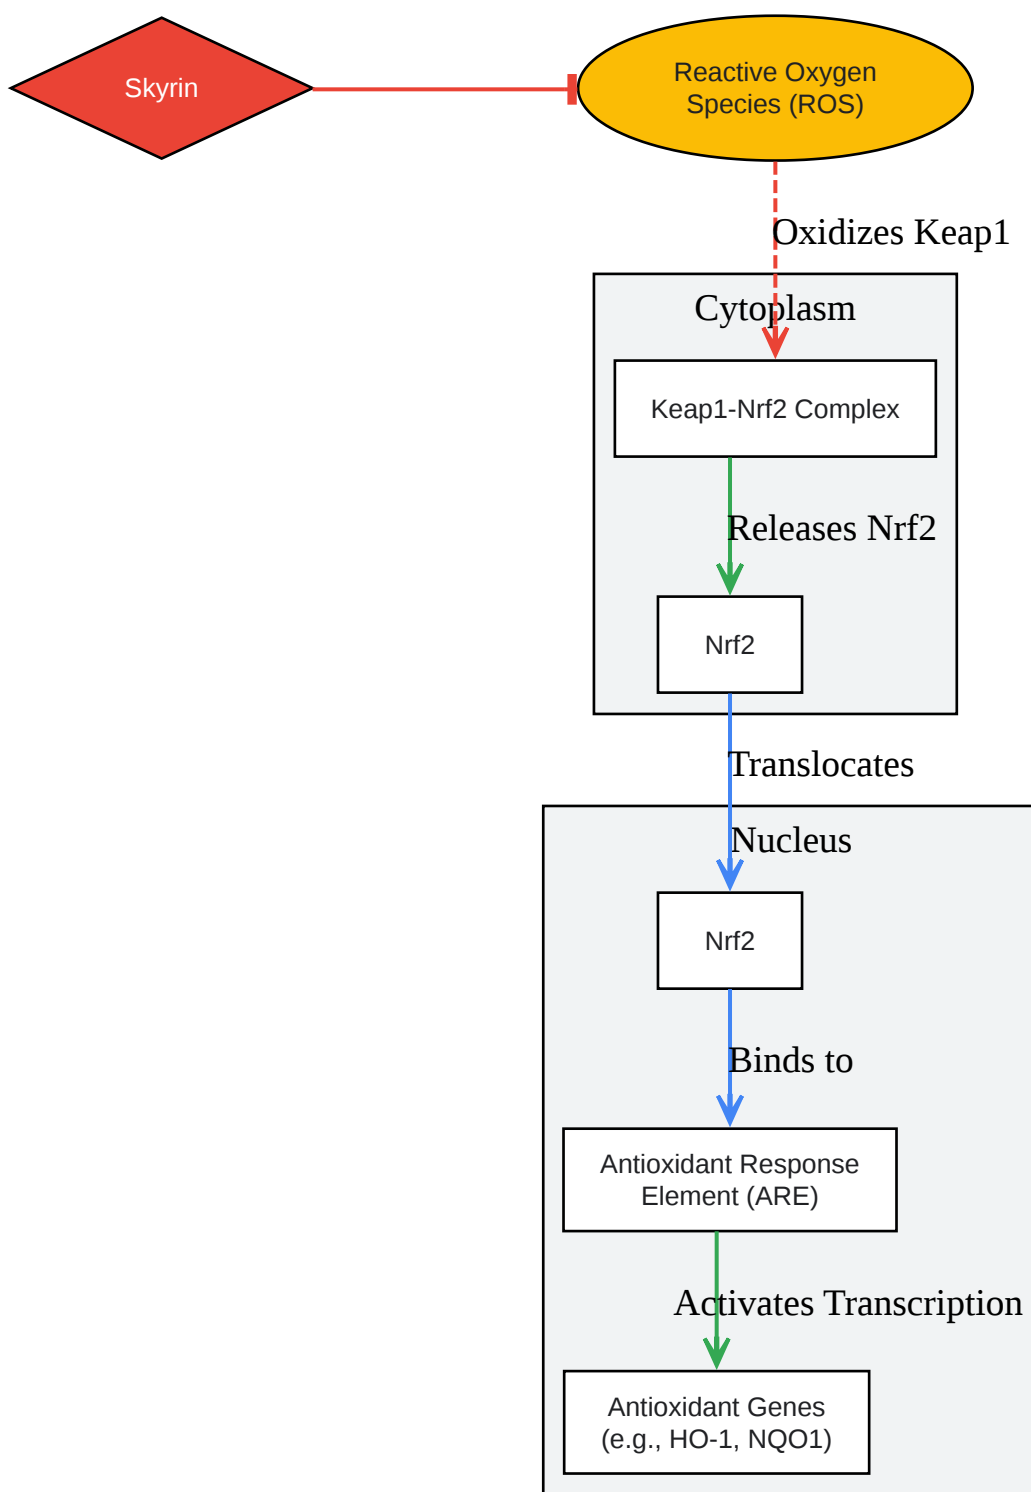 Skyrin
Reactive Oxygen
Species (ROS)
Oxidizes Keap1
Cytoplasm
Keap1-Nrf2 Complex
Releases Nrf2
Nrf2
Translocates
Nucleus
Nrf2
Binds to
Antioxidant Response
Element (ARE)
Activates Transcription
Antioxidant Genes
(e.g., HO-1, NQO1)